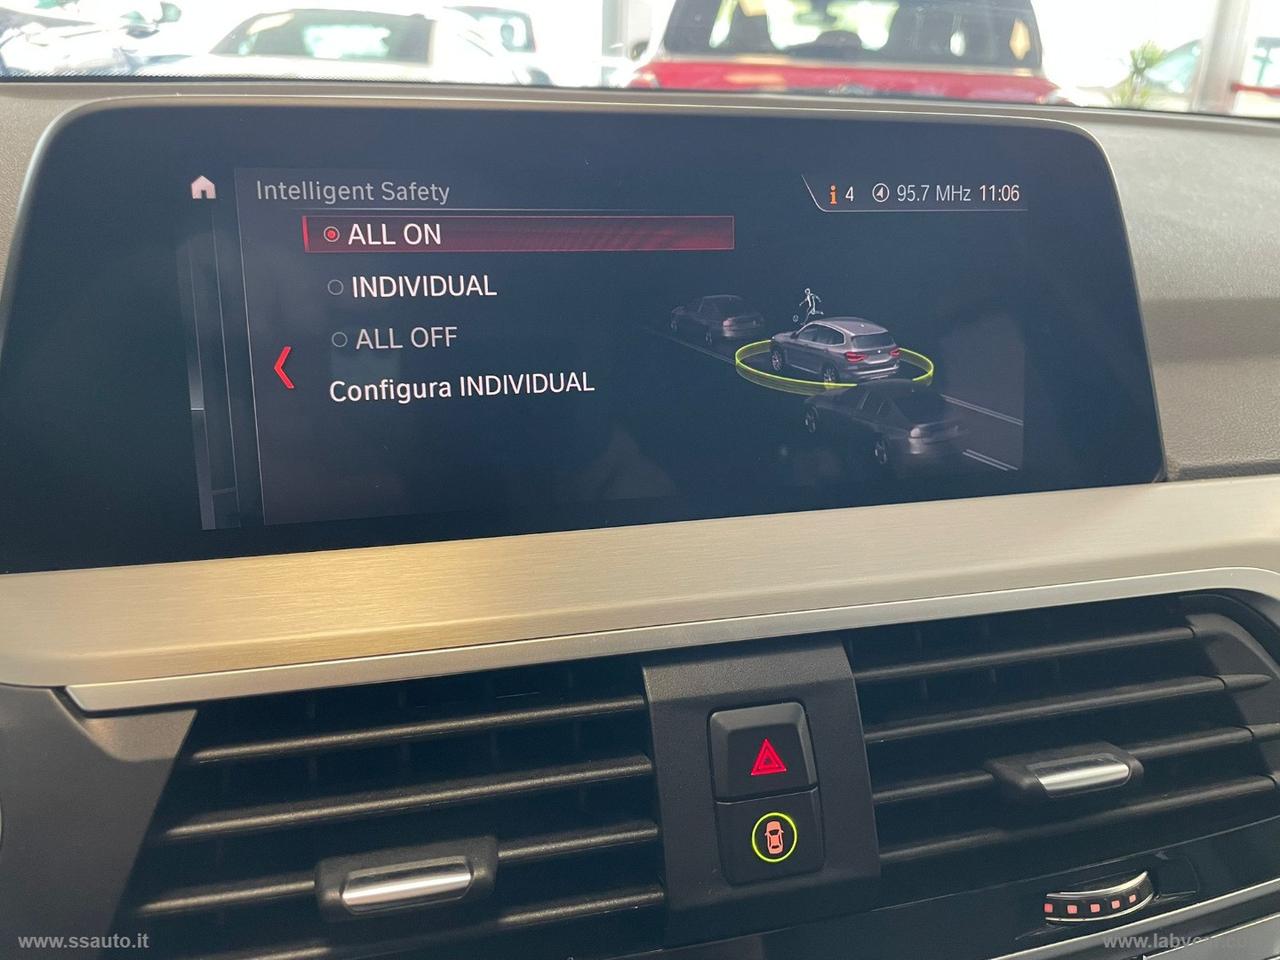 Intelligent Safety
4 95.7 MHz 11:06
ALL ON
INDIVIDUAL
ALL OFF
Configura INDIVIDUAL
www.ssauto.it